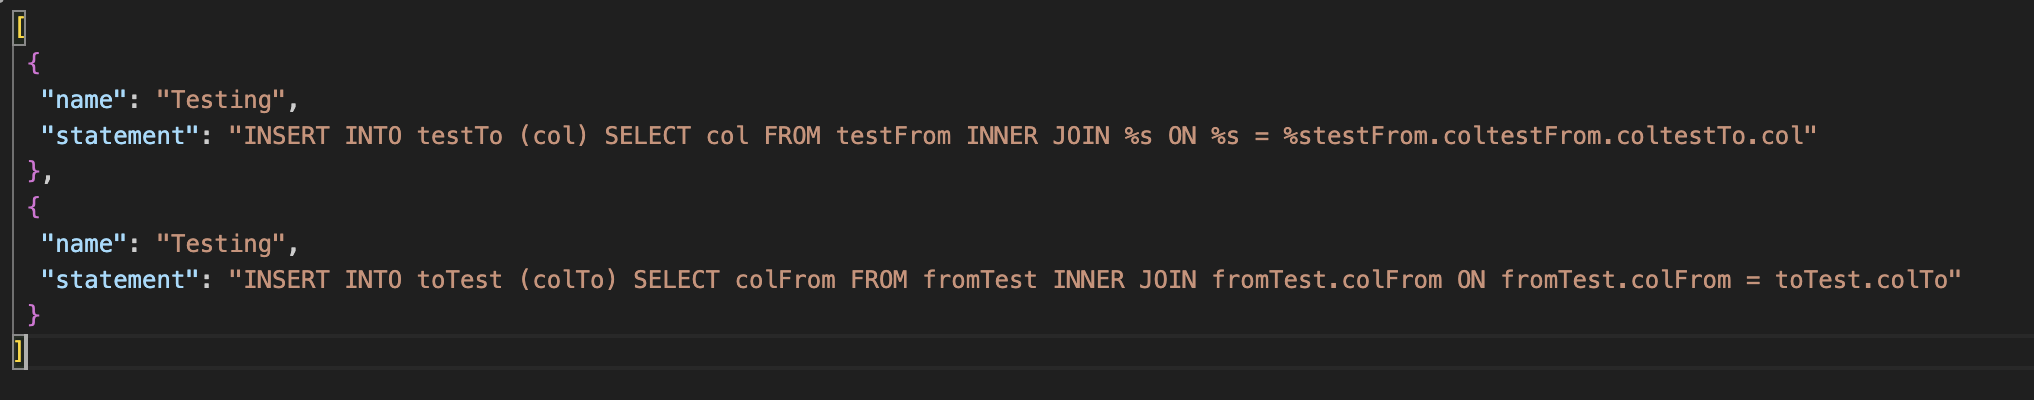 [
{
"name": "Testing",
"statement": "INSERT INTO testTo (col) SELECT col FROM testFrom INNER JOIN %s ON %s = %stestFrom.coltestFrom.coltestTo.col"
},
{
"name": "Testing",
"statement": "INSERT INTO toTest (colTo) SELECT colFrom FROM fromTest INNER JOIN fromTest.colFrom ON fromTest.colFrom = toTest.colTo"
}
]